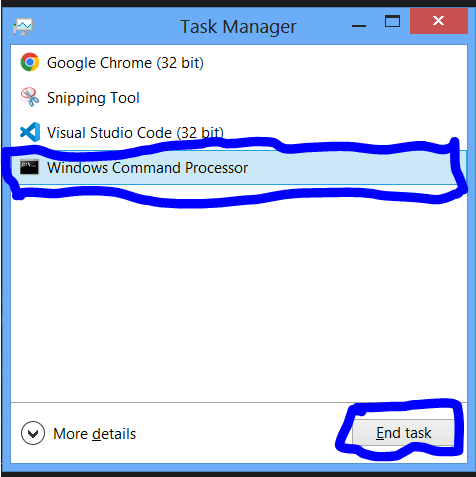 Task Manager
Google Chrome (32 bit)
Snipping Tool
Visual Studio Code (32 bit)
Windows Command Processor
More details
End task